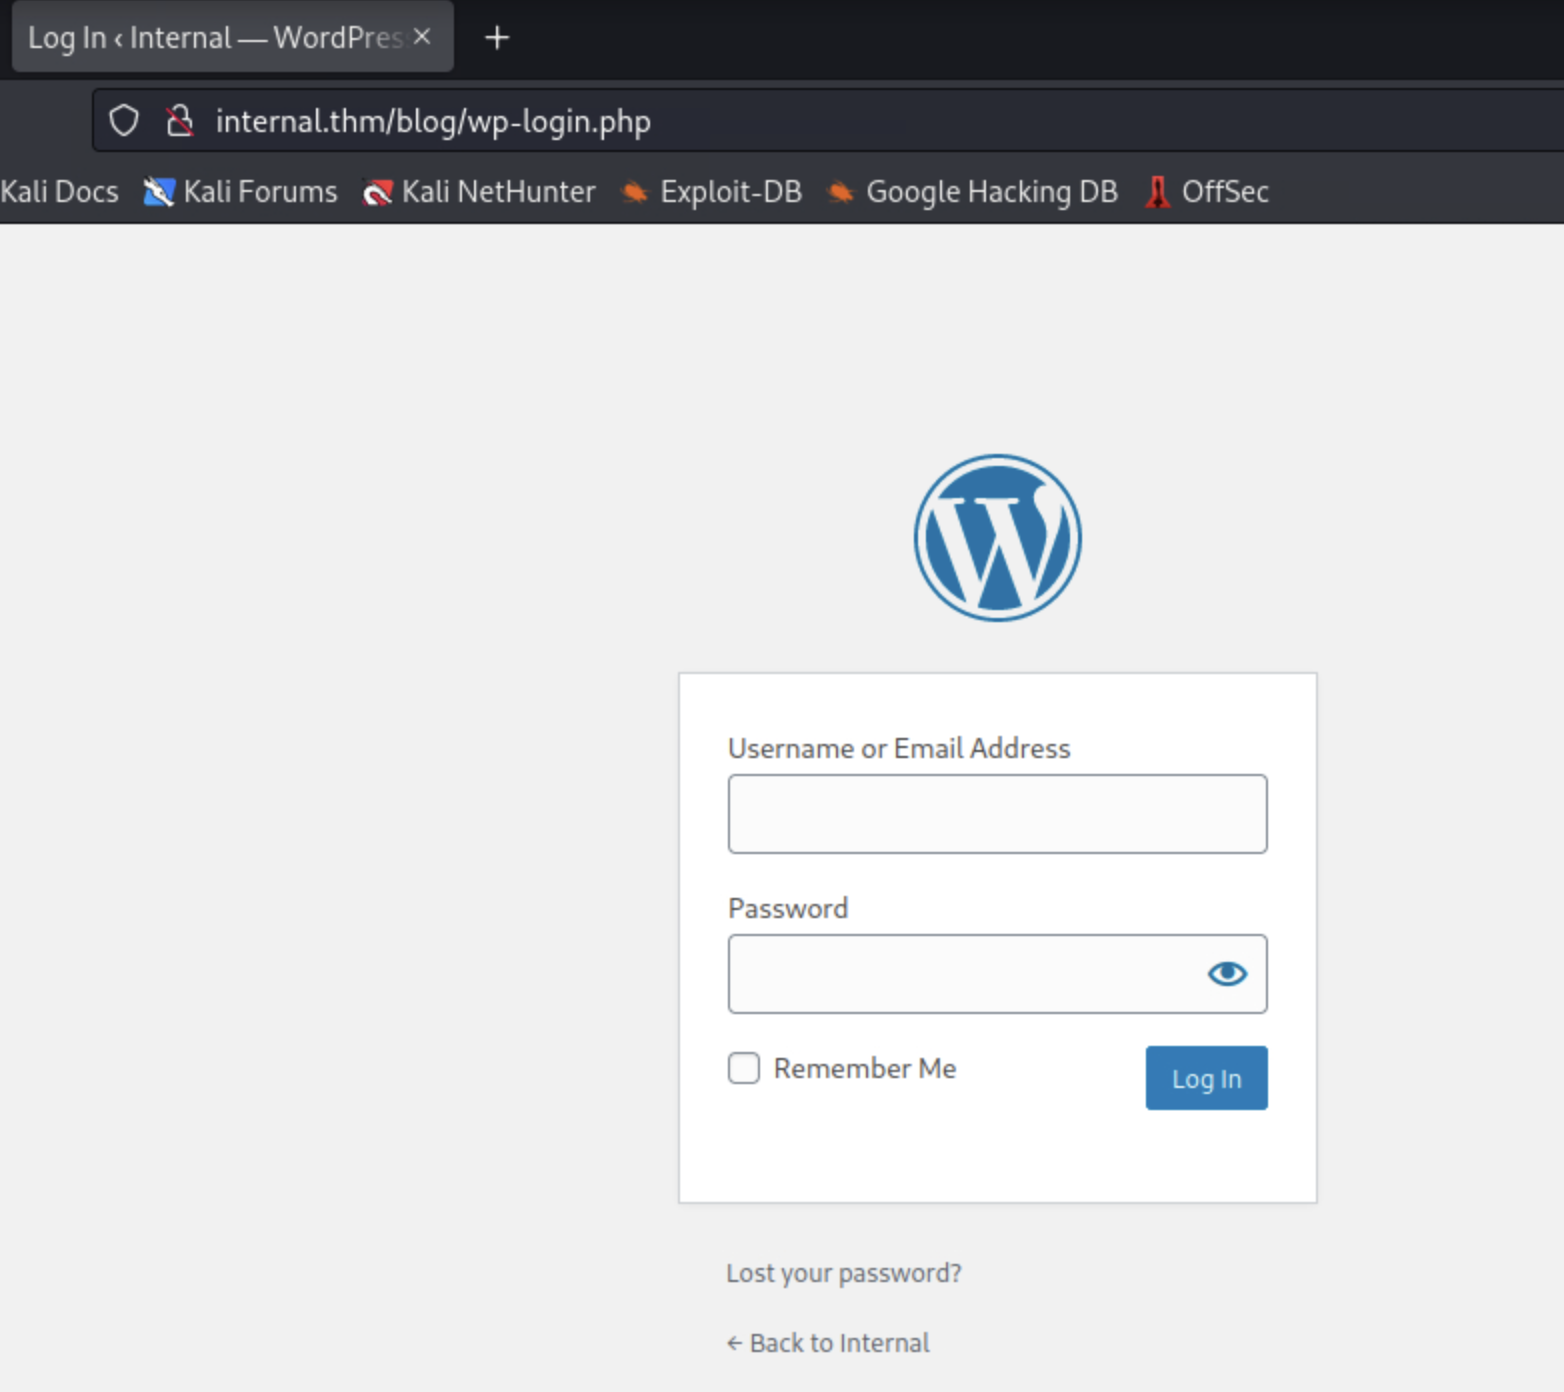 Log In ‹ Internal — WordPres
internal.thm/blog/wp-login.php
Kali Docs Kali Forums Kali NetHunter Exploit-DB Google Hacking DB OffSec
Username or Email Address
Password
Remember Me Log In
Lost your password?
← Back to Internal